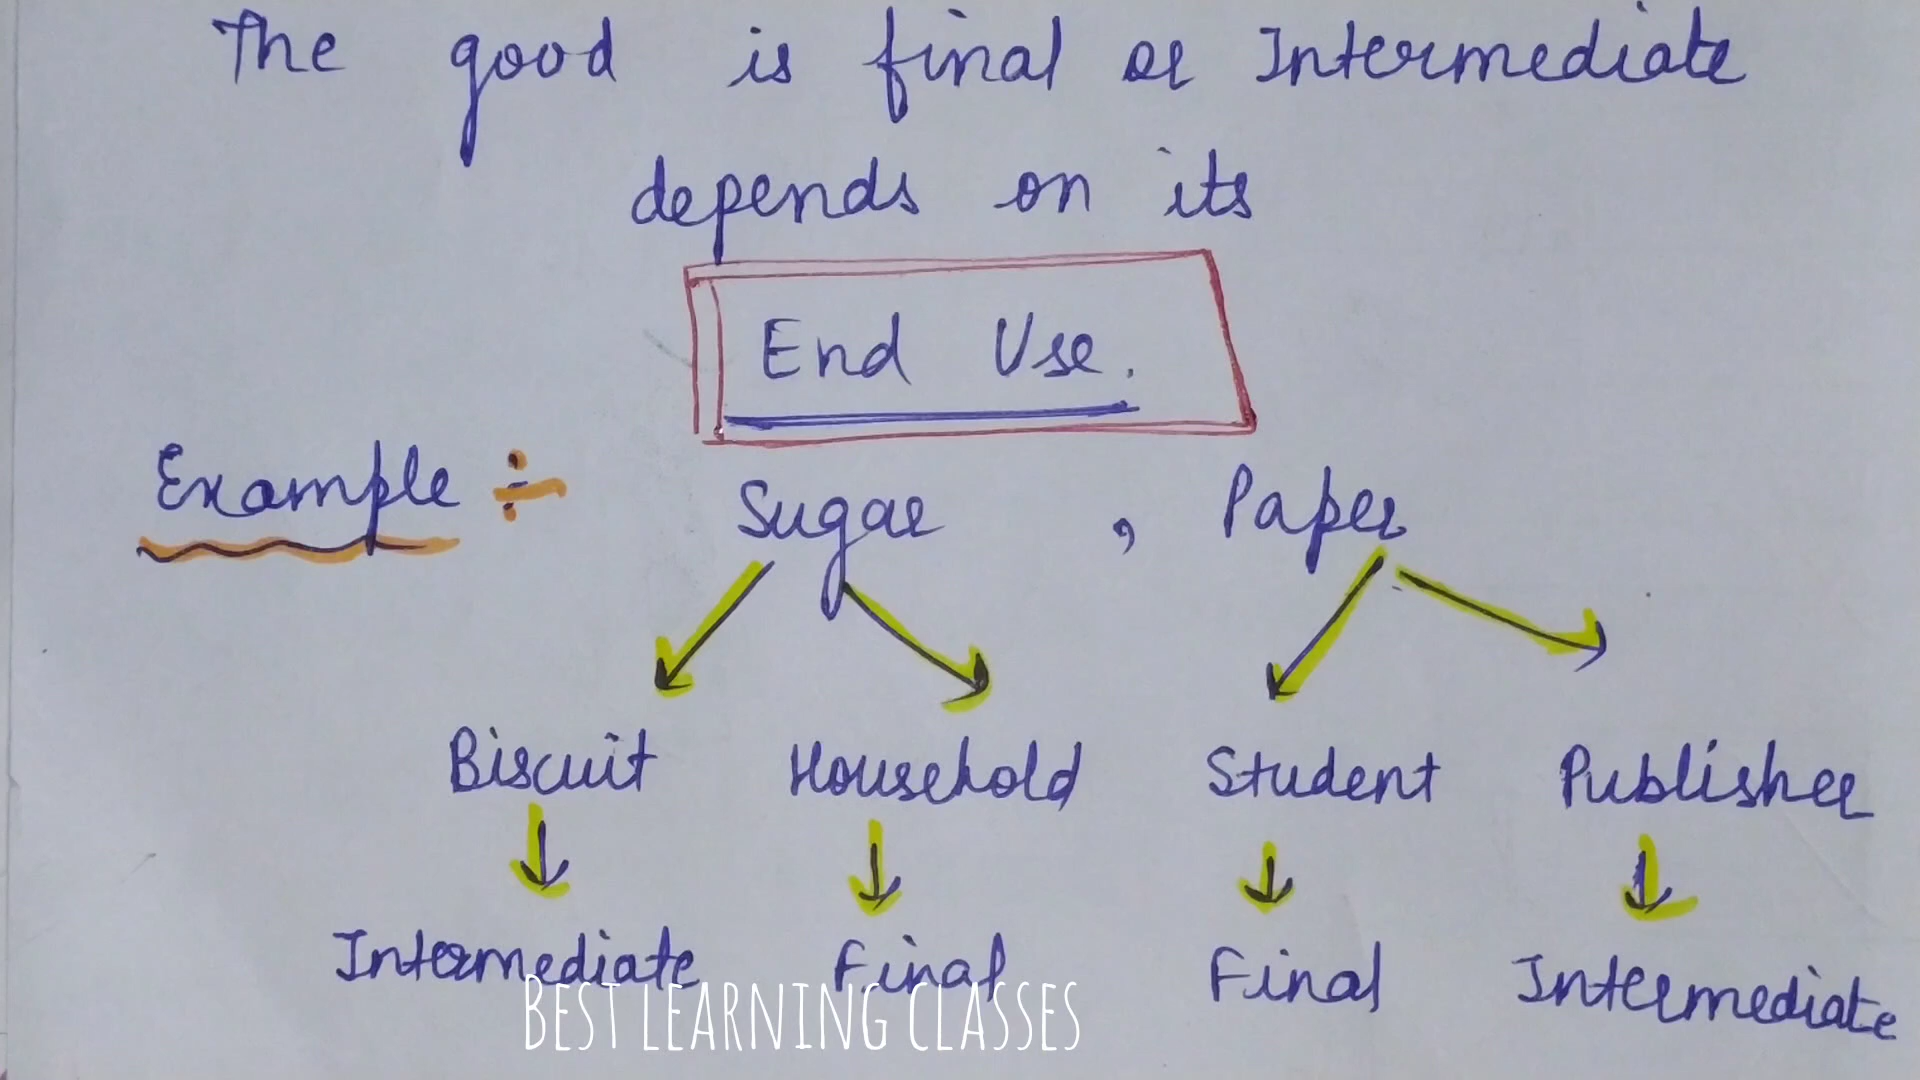 The good is final or Intermediate
depends on its
End Use.
Example ÷ Sugar , Paper
Biscuit Household Student Publisher
Intermediate Final Final Intermediate
BEST LEARNING CLASSES